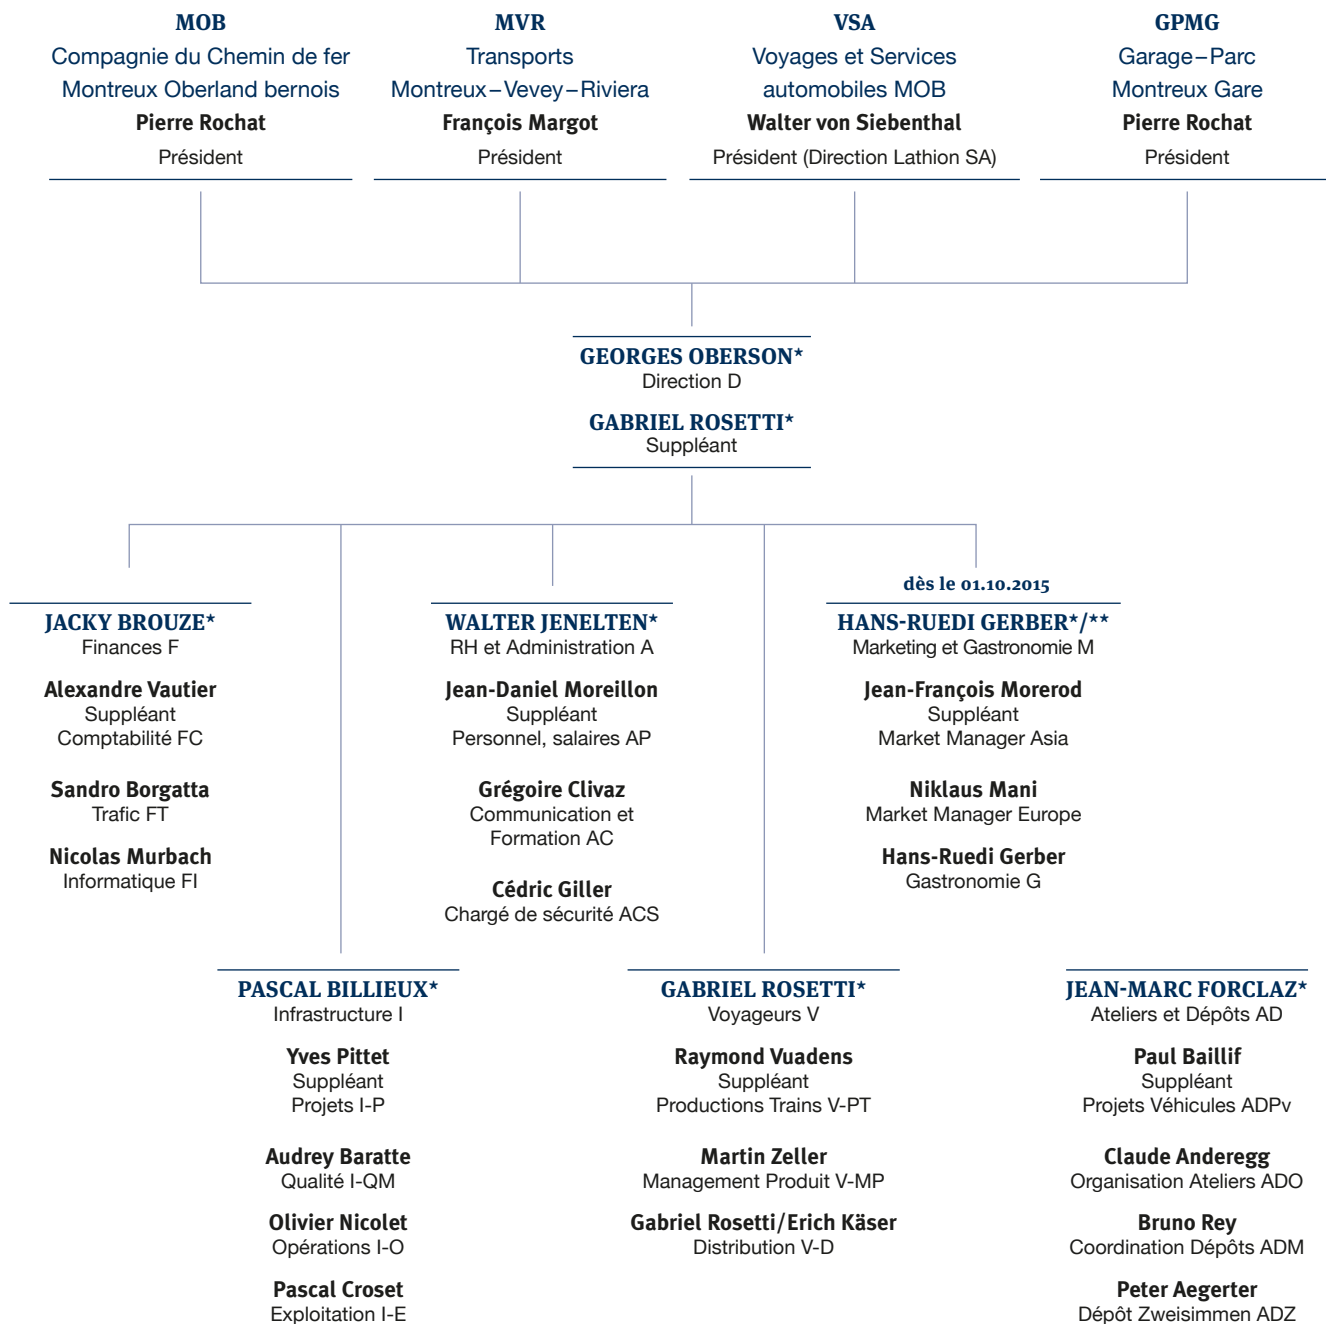 MOB
Compagnie du Chemin de fer
Montreux Oberland bernois
Pierre Rochat
Président
MVR
Transports
Montreux–Vevey–Riviera
François Margot
Président
VSA
Voyages et Services
automobiles MOB
Walter von Siebenthal
Président (Direction Lathion SA)
GPMG
Garage–Parc
Montreux Gare
Pierre Rochat
Président
GEORGES OBERSON*
Direction D
GABRIEL ROSETTI*
Suppléant
JACKY BROUZE*
Finances F
Alexandre Vautier
Suppléant
Comptabilité FC
Sandro Borgatta
Trafic FT
Nicolas Murbach
Informatique FI
WALTER JENELTEN*
RH et Administration A
Jean-Daniel Moreillon
Suppléant
Personnel, salaires AP
Grégoire Clivaz
Communication et
Formation AC
Cédric Giller
Chargé de sécurité ACS
dès le 01.10.2015
HANS-RUEDI GERBER*/**
Marketing et Gastronomie M
Jean-François Morerod
Suppléant
Market Manager Asia
Niklaus Mani
Market Manager Europe
Hans-Ruedi Gerber
Gastronomie G
PASCAL BILLIEUX*
Infrastructure I
Yves Pittet
Suppléant
Projets I-P
Audrey Baratte
Qualité I-QM
Olivier Nicolet
Opérations I-O
Pascal Croset
Exploitation I-E
GABRIEL ROSETTI*
Voyageurs V
Raymond Vuadens
Suppléant
Productions Trains V-PT
Martin Zeller
Management Produit V-MP
Gabriel Rosetti/Erich Käser
Distribution V-D
JEAN-MARC FORCLAZ*
Ateliers et Dépôts AD
Paul Baillif
Suppléant
Projets Véhicules ADPv
Claude Anderegg
Organisation Ateliers ADO
Bruno Rey
Coordination Dépôts ADM
Peter Aegerter
Dépôt Zweisimmen ADZ